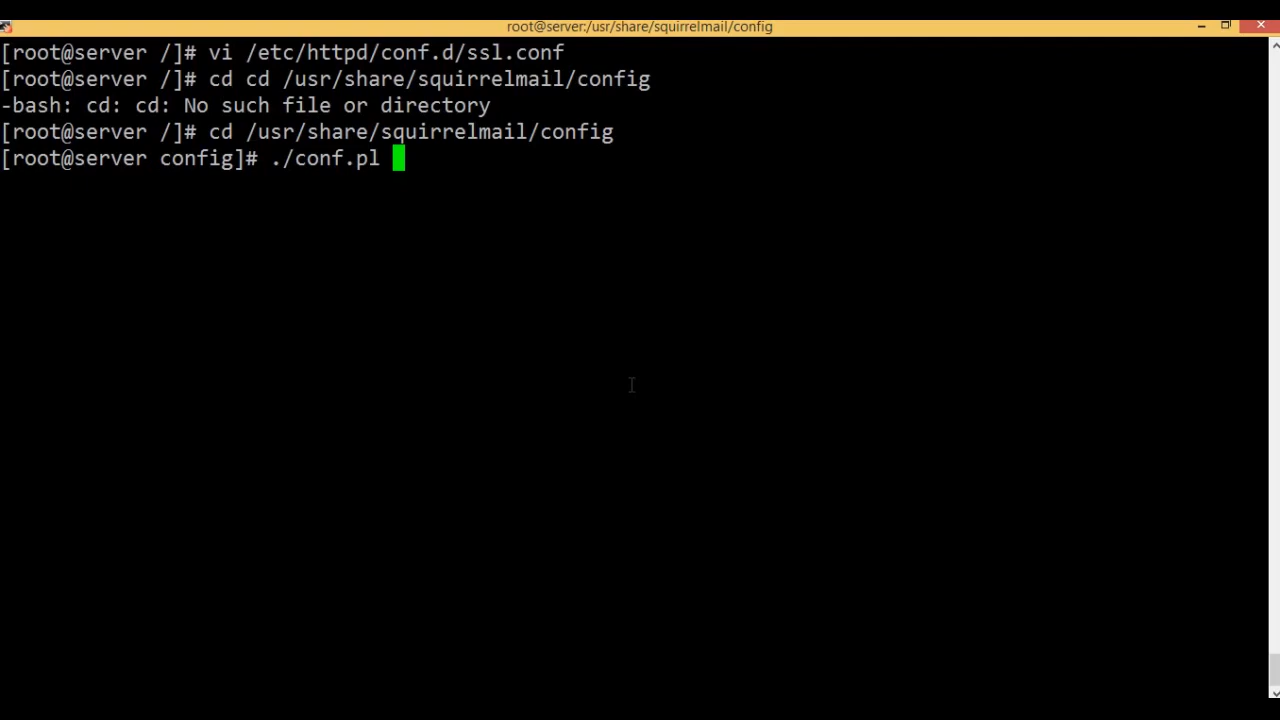 root@server:/usr/share/squirrelmail/config
[root@server /]# vi /etc/httpd/conf.d/ssl.conf
[root@server /]# cd cd /usr/share/squirrelmail/config
-bash: cd: cd: No such file or directory
[root@server /]# cd /usr/share/squirrelmail/config
[root@server config]# ./conf.pl